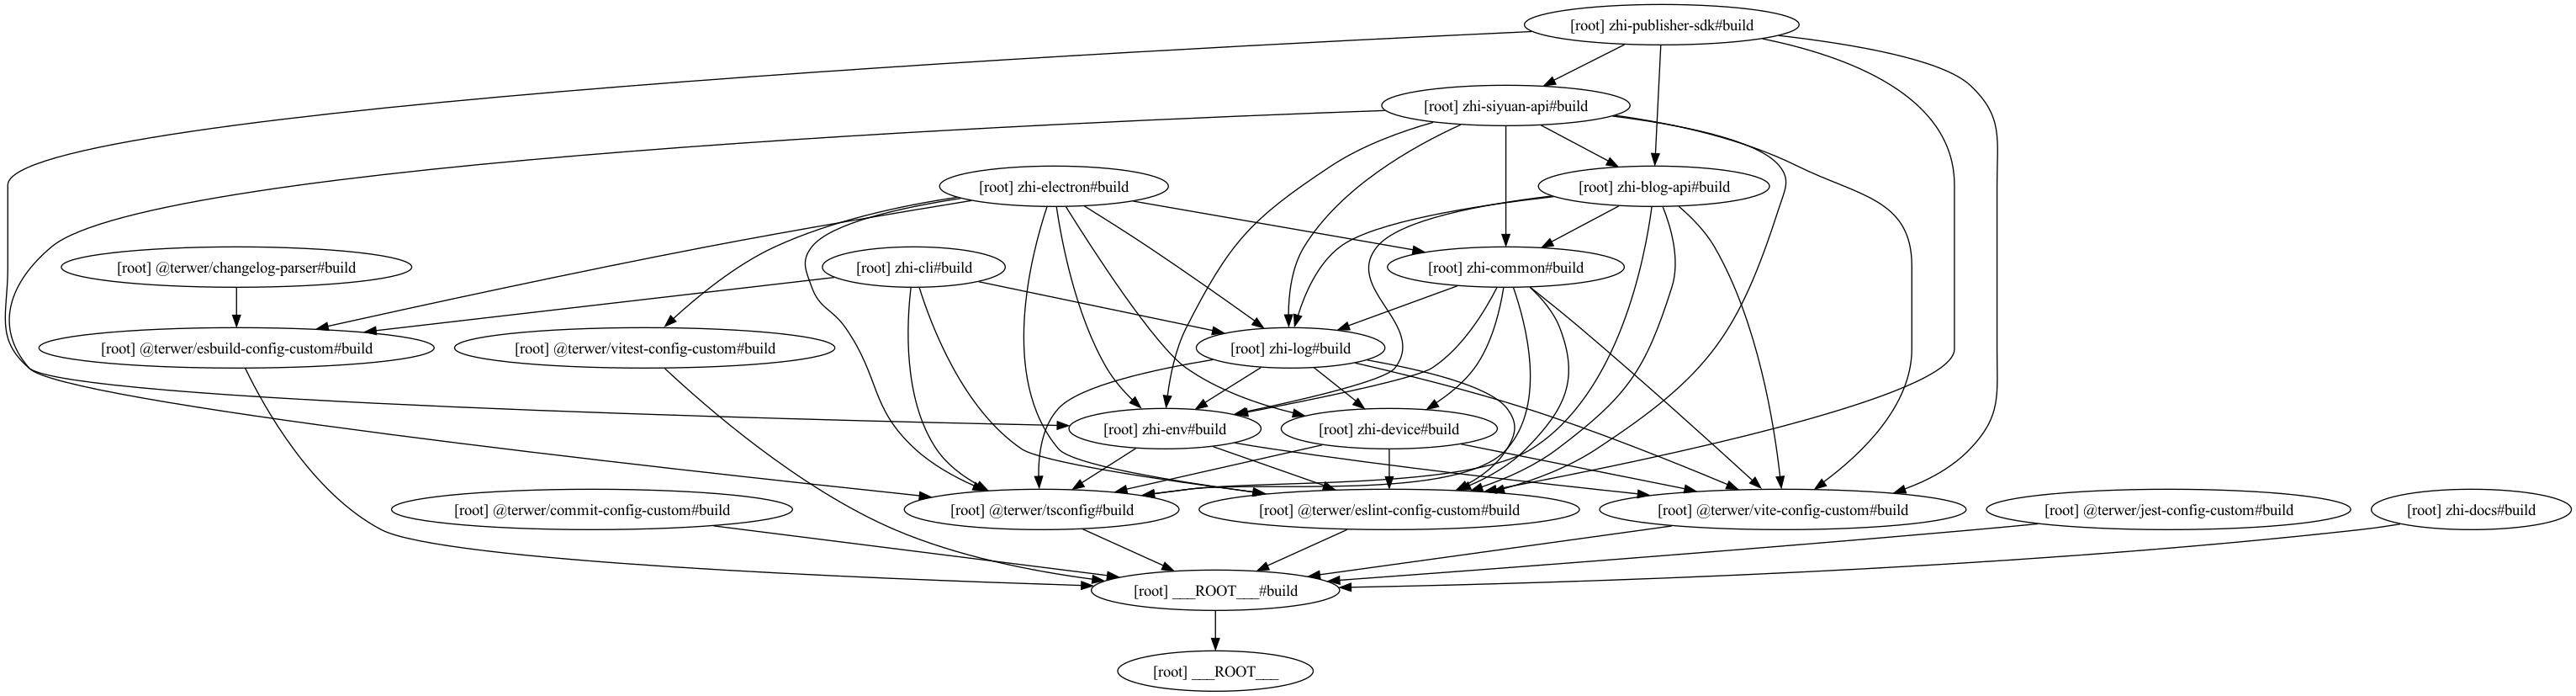 [root] zhi-publisher-sdk#build
[root] zhi-siyuan-api#build
[root] zhi-electron#build
[root] zhi-blog-api#build
[root] @terwer/changelog-parser#build
[root] zhi-cli#build
[root] zhi-common#build
[root] @terwer/esbuild-config-custom#build
[root] @terwer/vitest-config-custom#build
[root] zhi-log#build
[root] zhi-env#build
[root] zhi-device#build
[root] @terwer/commit-config-custom#build
[root] @terwer/tsconfig#build
[root] @terwer/eslint-config-custom#build
[root] @terwer/vite-config-custom#build
[root] @terwer/jest-config-custom#build
[root] zhi-docs#build
[root] ___ROOT___#build
[root] ___ROOT___